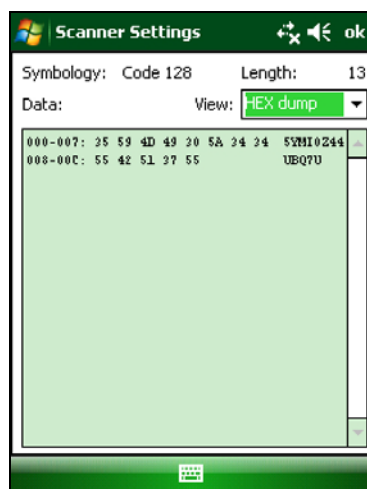 Scanner Settings ok
Symbology: Code 128 Length: 13
Data: View: HEX dump
000-007: 35 59 4D 49 30 5A 34 34 5YMI0Z44
008-00C: 55 42 51 37 55 UBQ7U